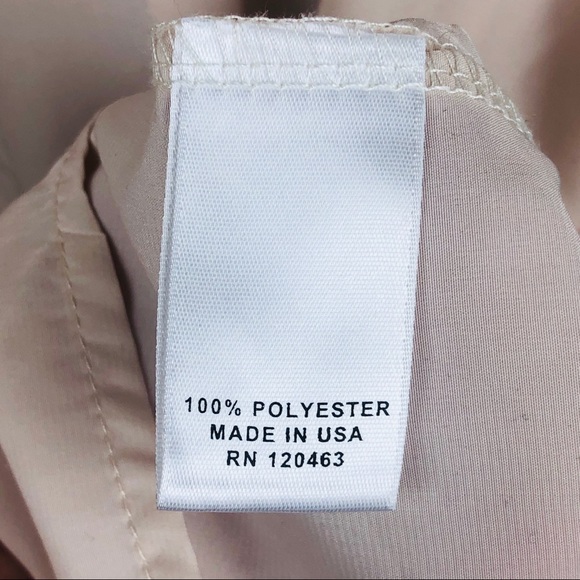 100% POLYESTER
MADE IN USA
RN 120463